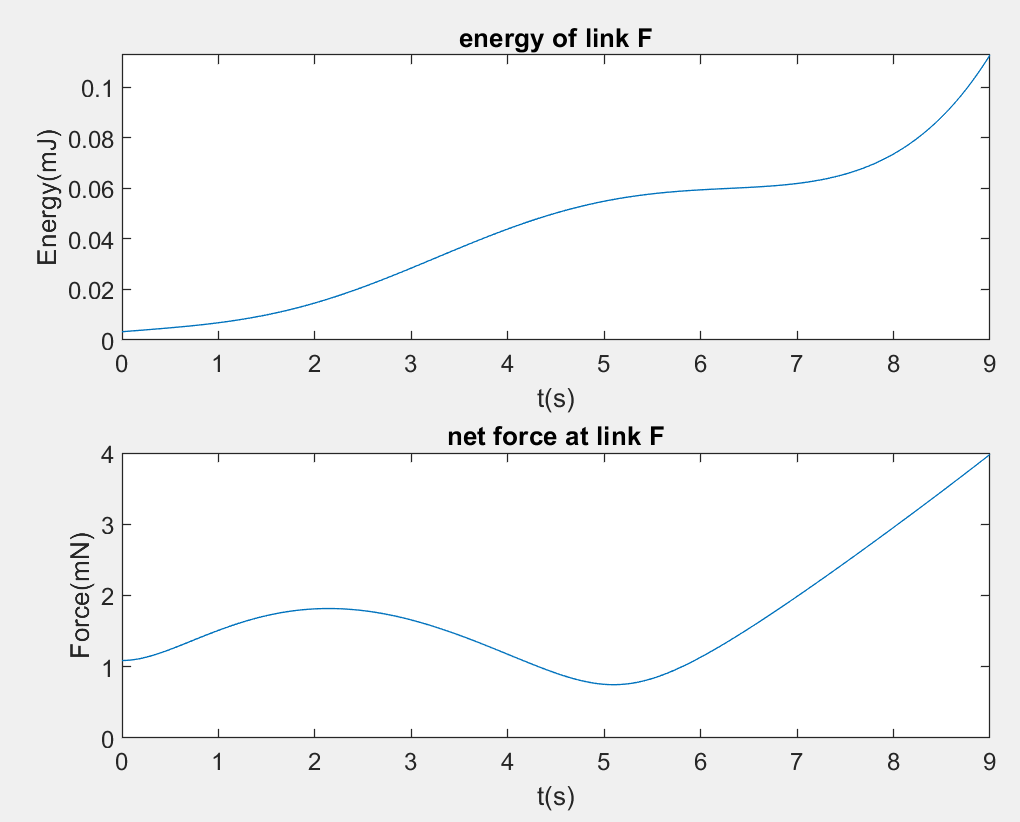 energy of link F
0.1
0.08
0.06
0.04
0.02
0
Energy(mJ)
0 1 2 3 4 5 6 7 8 9
t(s)
net force at link F
4
3
2
1
0
Force(mN)
0 1 2 3 4 5 6 7 8 9
t(s)